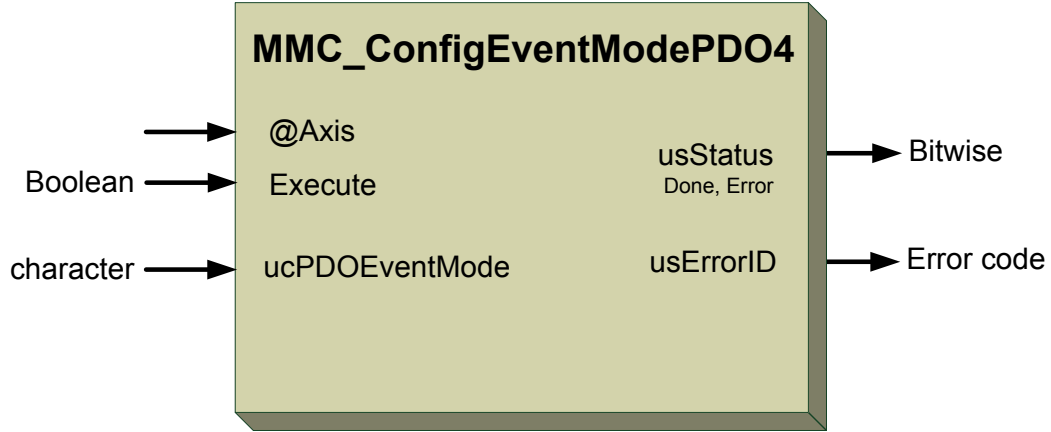 MMC_ConfigEventModePDO4
@Axis
Boolean
Execute
character
ucPDOEventMode
usStatus
Done, Error
Bitwise
usErrorID
Error code